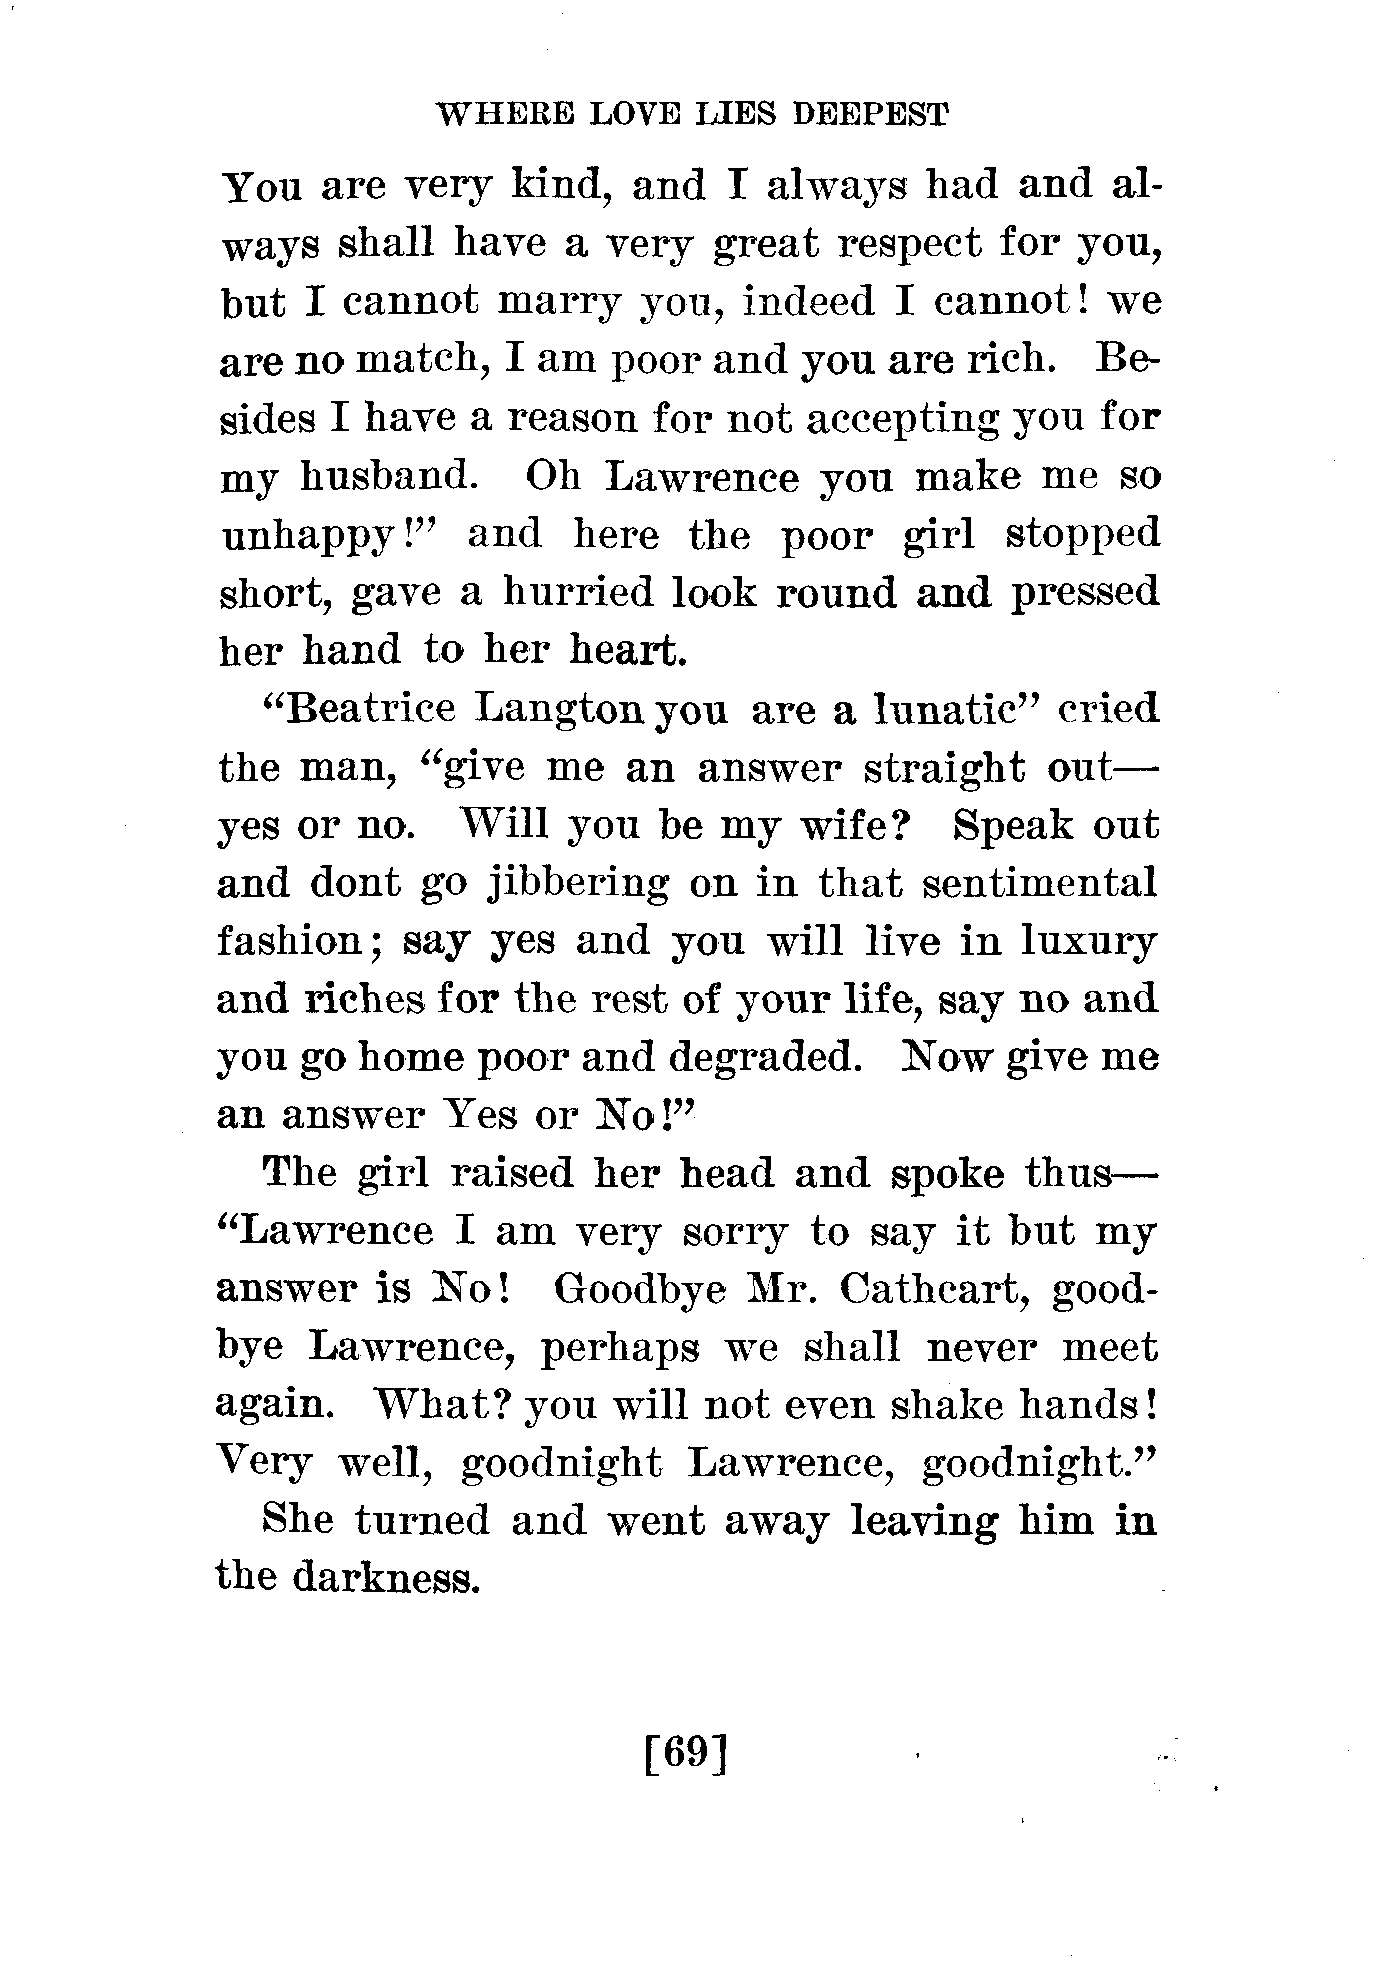 WHERE LOVE LIES DEEPEST
You are very kind, and I always had and al-
ways shall have a very great respect for you,
but I cannot marry you, indeed I cannot! we
are no match, I am poor and you are rich. Be-
sides I have a reason for not accepting you for
my husband. Oh Lawrence you make me so
unhappy!” and here the poor girl stopped
short, gave a hurried look round and pressed
her hand to her heart.
“Beatrice Langton you are a lunatic” cried
the man, “give me an answer straight out—
yes or no. Will you be my wife? Speak out
and dont go jibbering on in that sentimental
fashion; say yes and you will live in luxury
and riches for the rest of your life, say no and
you go home poor and degraded. Now give me
an answer Yes or No!”
The girl raised her head and spoke thus—
“Lawrence I am very sorry to say it but my
answer is No! Goodbye Mr. Cathcart, good-
bye Lawrence, perhaps we shall never meet
again. What? you will not even shake hands!
Very well, goodnight Lawrence, goodnight.”
She turned and went away leaving him in
the darkness.
[69]